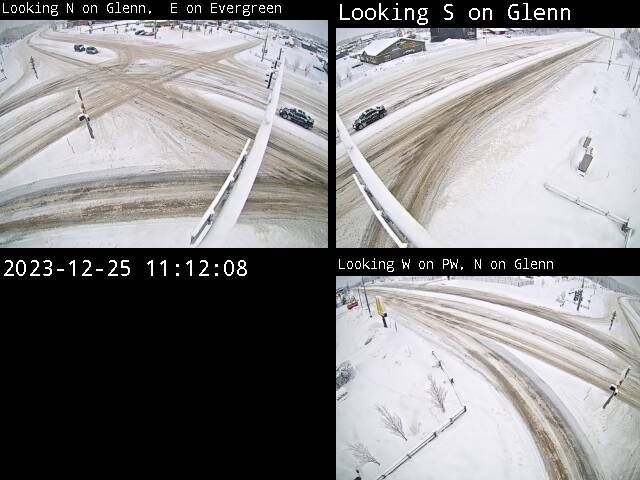 Looking N on Glenn,  E on Evergreen
Looking S on Glenn
2023-12-25 11:12:08
Looking W on PW, N on Glenn